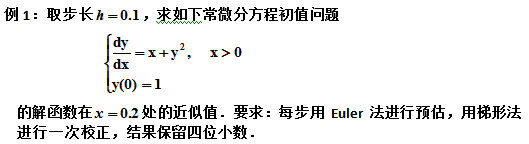 例 1：取步长 h = 0.1，求如下常微分方程初值问题
{ dy/dx = x + y², x > 0
y(0) = 1
的解函数在 x = 0.2 处的近似值．要求：每步用 Euler 法进行预估，用梯形法
进行一次校正，结果保留四位小数．